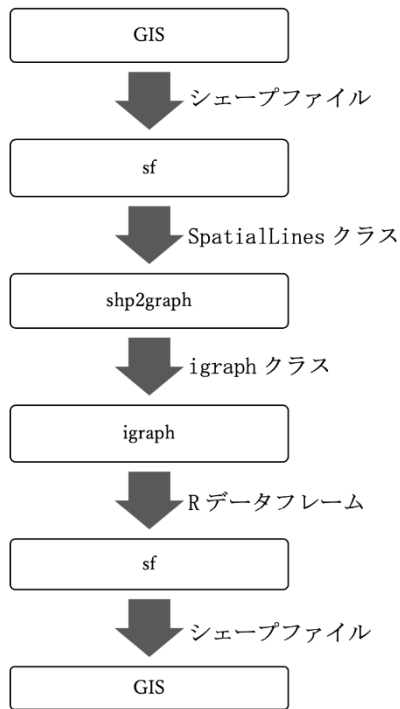 GIS
シェープファイル
sf
SpatialLines クラス
shp2graph
igraph クラス
igraph
R データフレーム
sf
シェープファイル
GIS